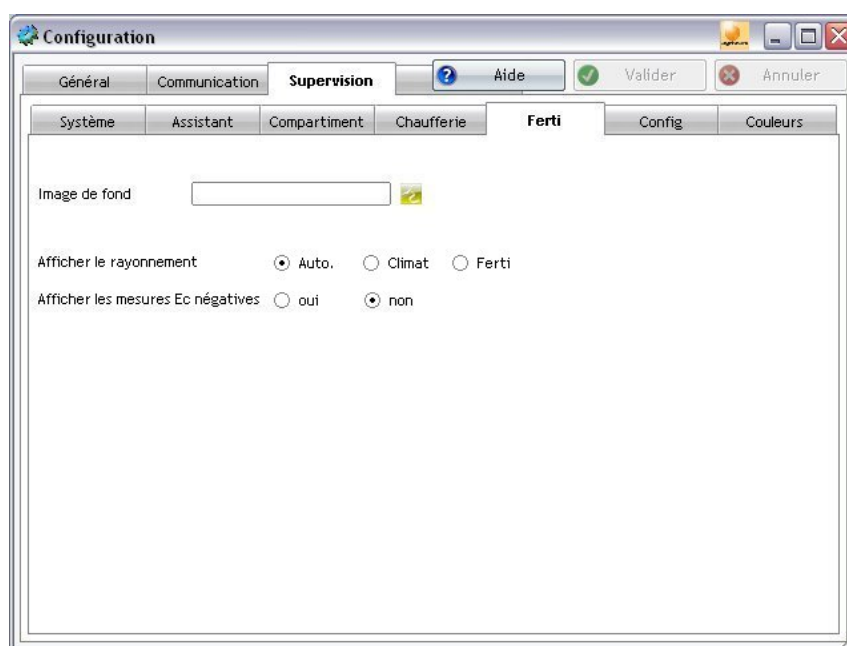 Configuration
Général Communication Supervision Aide Valider Annuler
Système Assistant Compartiment Chaufferie Ferti Config Couleurs
Image de fond
Afficher le rayonnement Auto. Climat Ferti
Afficher les mesures Ec négatives oui non